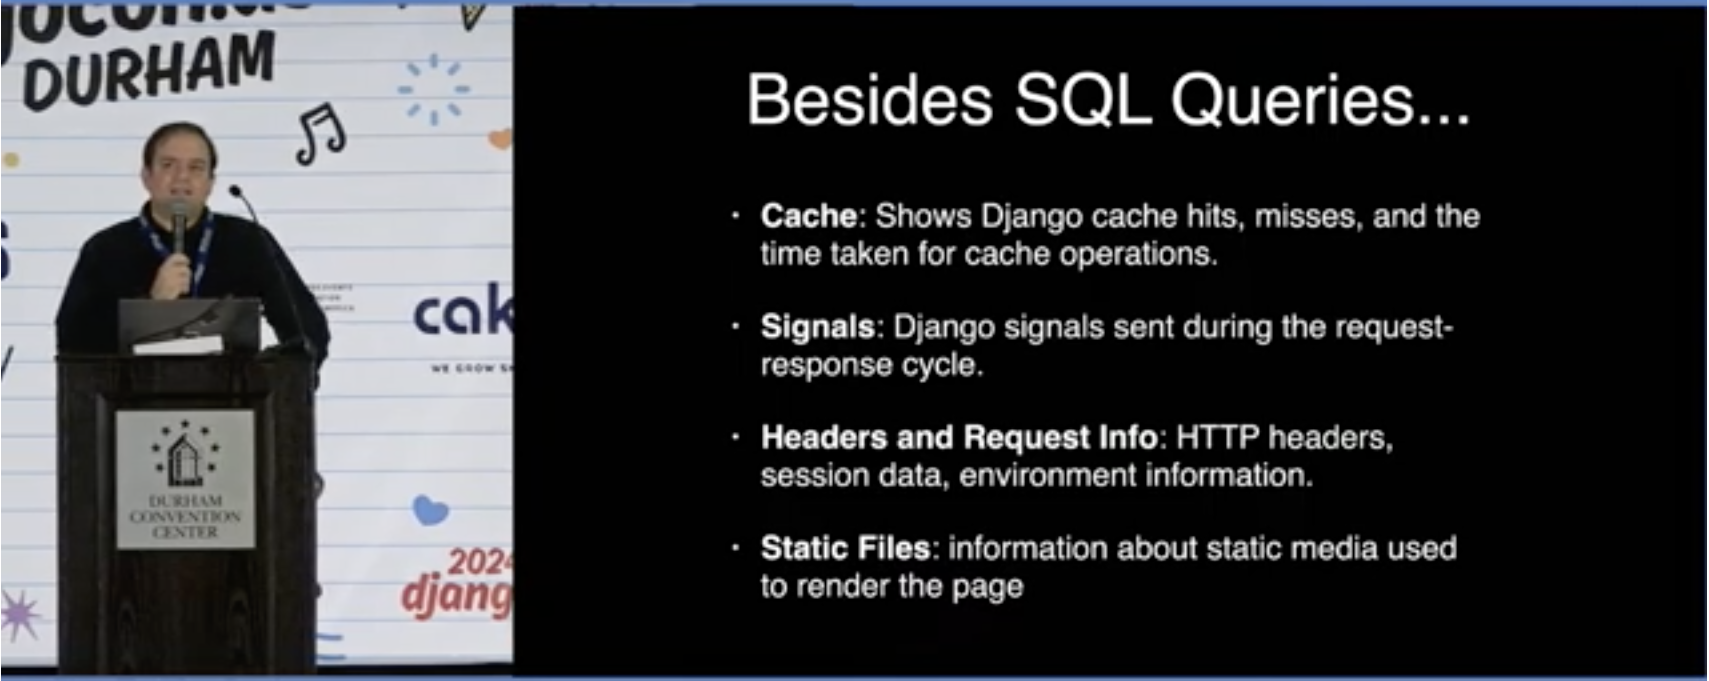 DURHAM
cak
WE GROW
DURHAM
CONVENTION
CENTER
2024
djang
Besides SQL Queries...
· Cache: Shows Django cache hits, misses, and the
time taken for cache operations.
· Signals: Django signals sent during the request-
response cycle.
· Headers and Request Info: HTTP headers,
session data, environment information.
· Static Files: information about static media used
to render the page